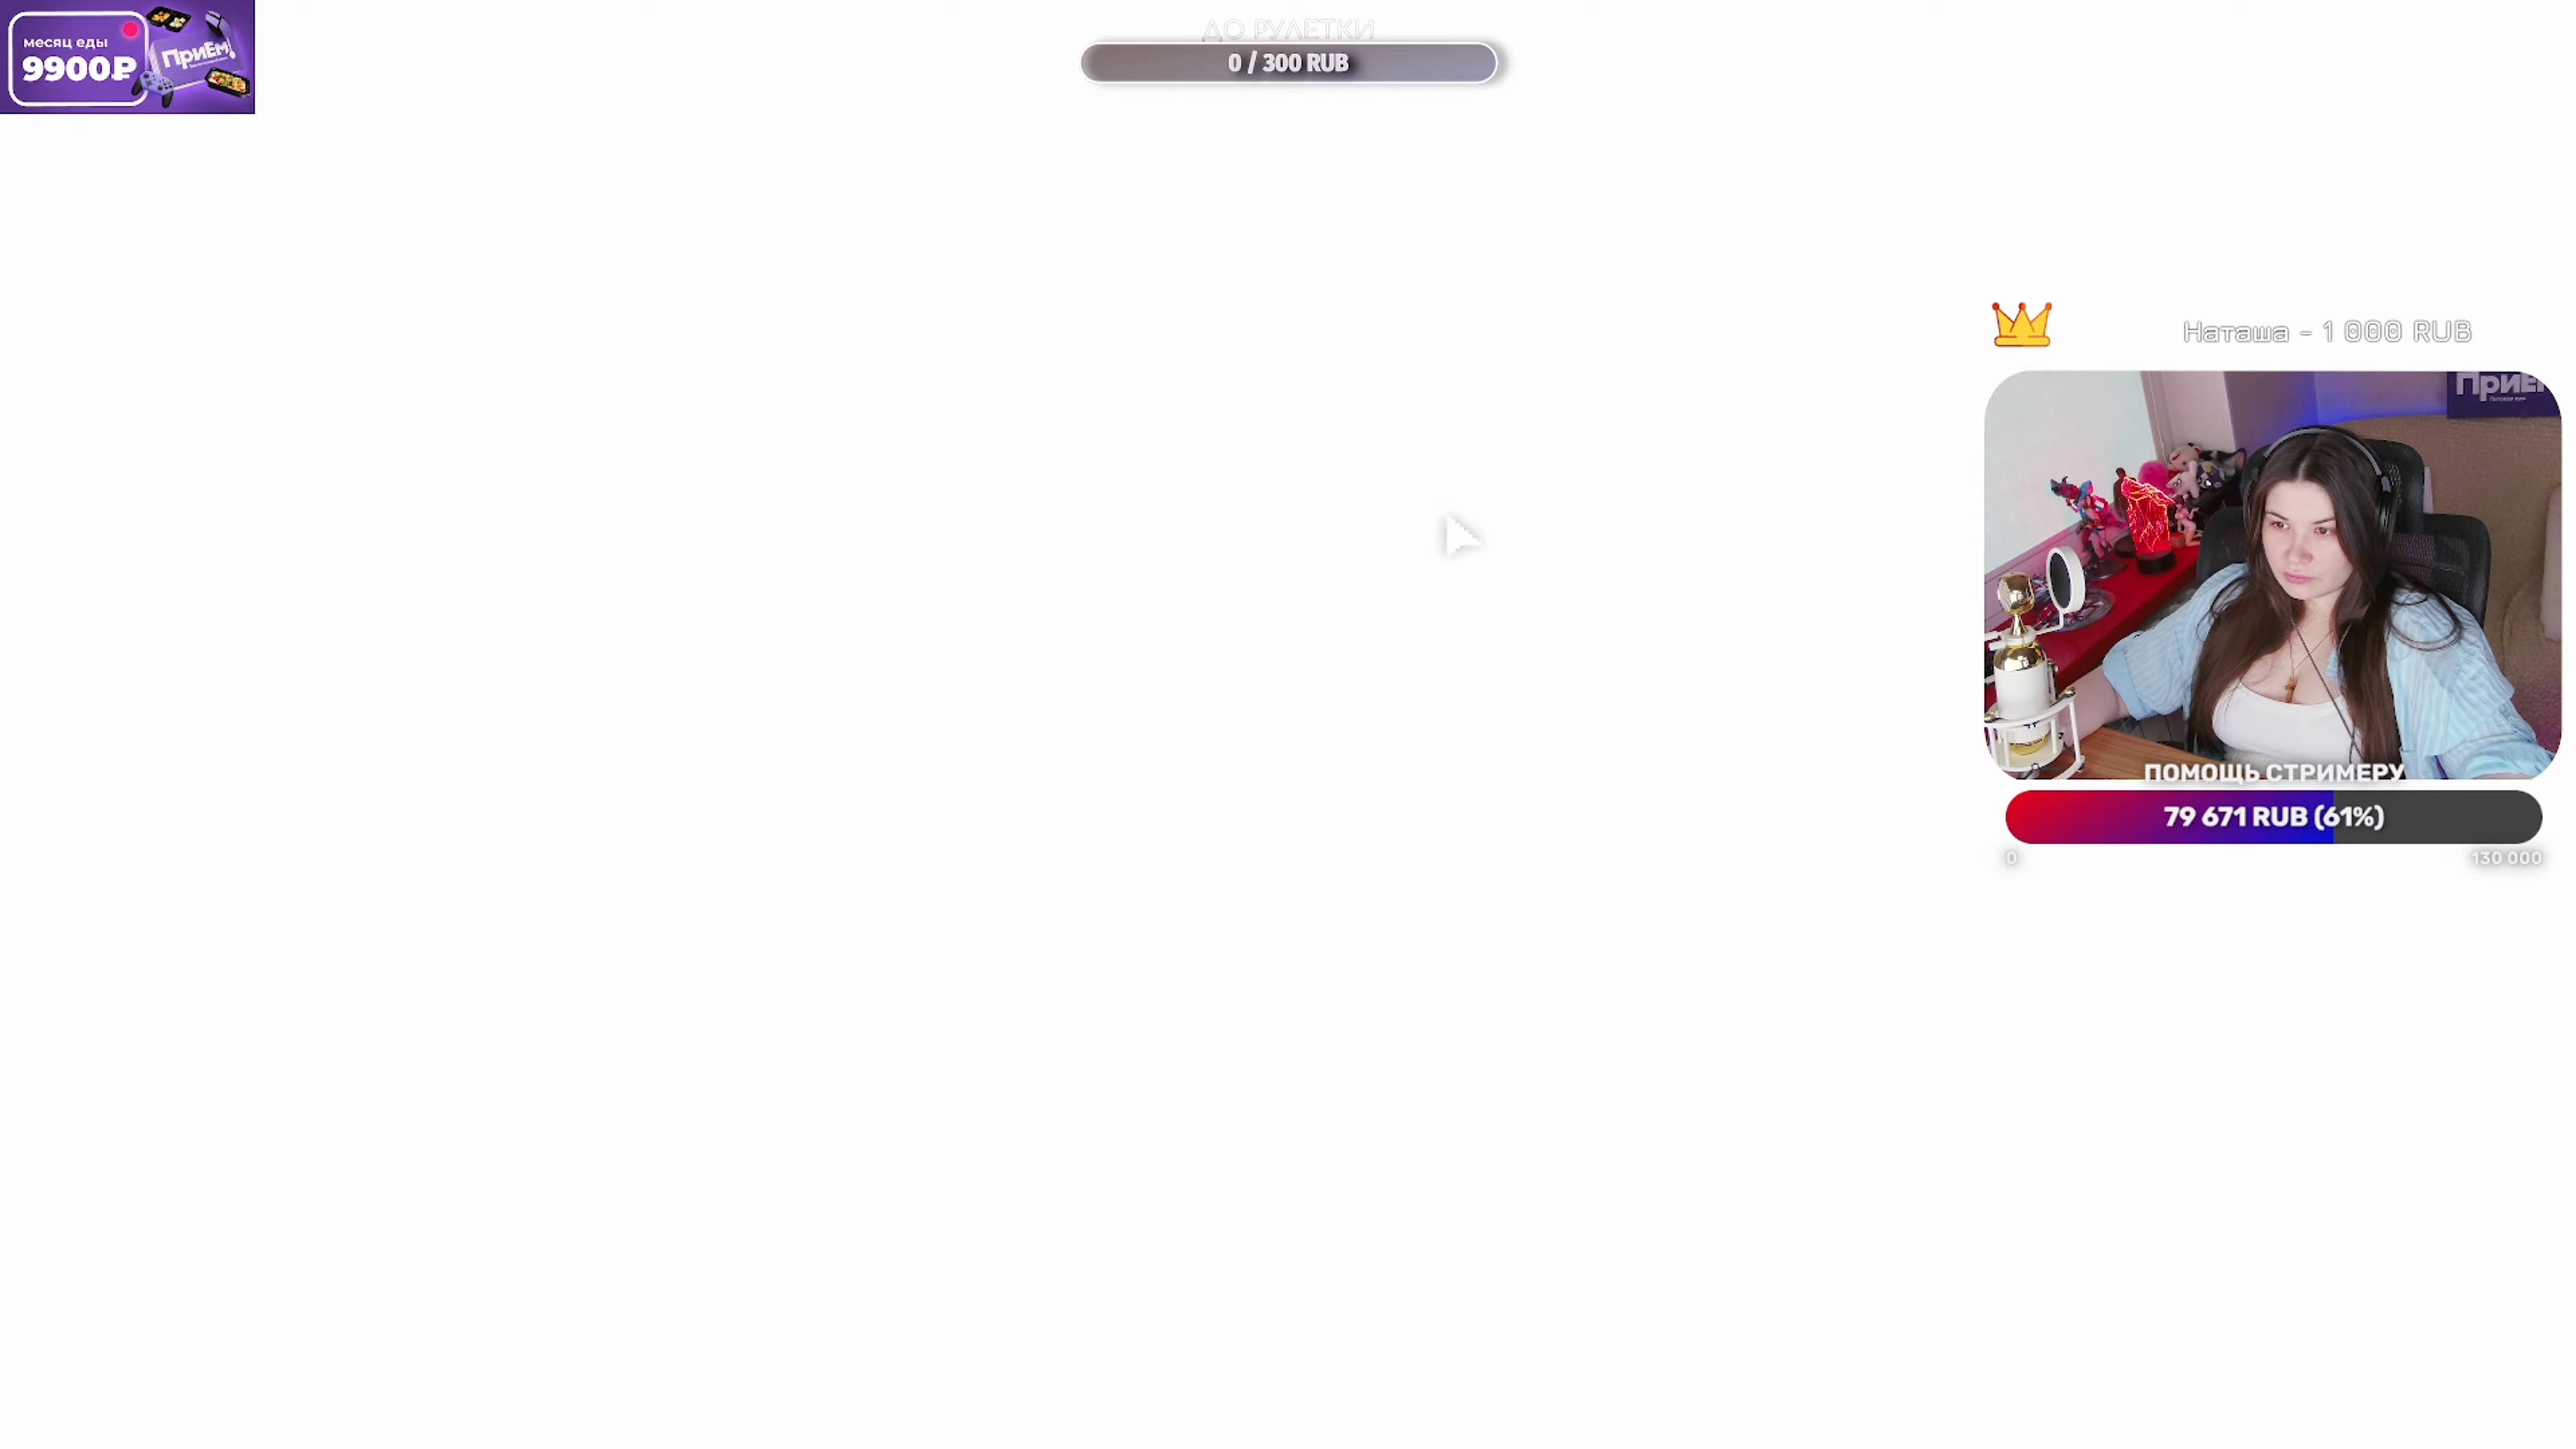 месяц еды
9900₽
ПриЕм!
ДО РУЛЕТКИ
0 / 300 RUB
Наташа - 1 000 RUB
ПОМОЩЬ СТРИМЕРУ
79 671 RUB (61%)
0
130 000